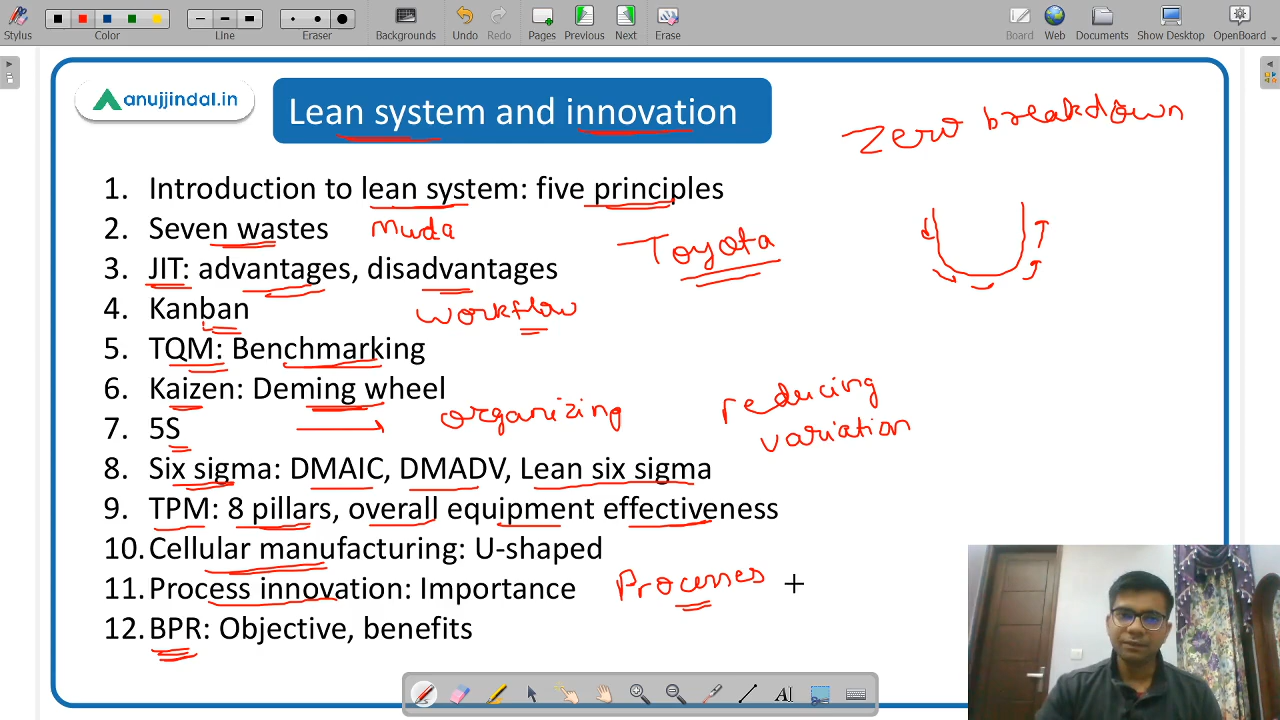 Stylus
Color
Line
Eraser
Backgrounds
Undo
Redo
Pages
Previous
Next
Erase
Board
Web
Documents
Show Desktop
OpenBoard
anujjindal.in
Lean system and innovation
Zero breakdown
1. Introduction to lean system: five principles
2. Seven wastes muda
Toyota
3. JIT: advantages, disadvantages
4. Kanban workflow
5. TQM: Benchmarking
6. Kaizen: Deming wheel
7. 5S organizing
reducing
variation
8. Six sigma: DMAIC, DMADV, Lean six sigma
9. TPM: 8 pillars, overall equipment effectiveness
10. Cellular manufacturing: U-shaped
11. Process innovation: Importance Processes
12. BPR: Objective, benefits
AI